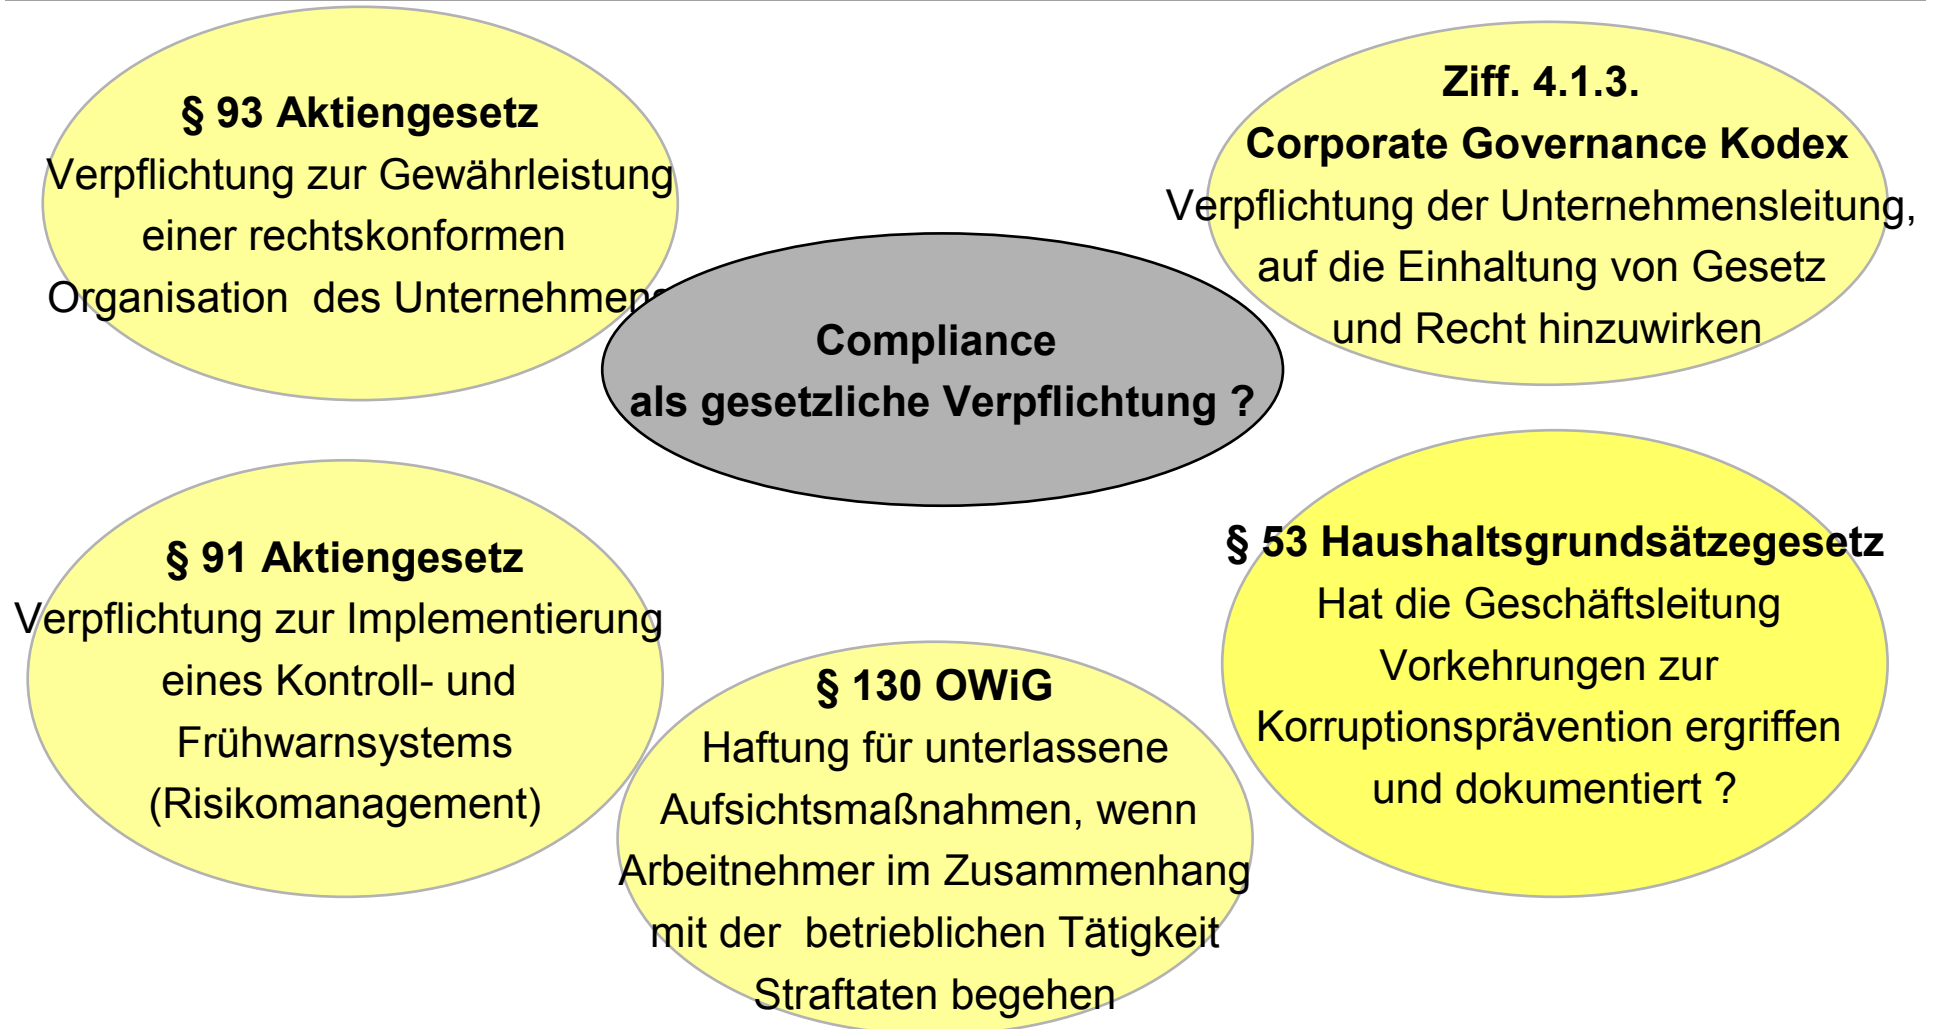 § 93 Aktiengesetz
Verpflichtung zur Gewährleistung
einer rechtskonformen
Organisation des Unternehmens
Ziff. 4.1.3.
Corporate Governance Kodex
Verpflichtung der Unternehmensleitung,
auf die Einhaltung von Gesetz
und Recht hinzuwirken
Compliance
als gesetzliche Verpflichtung ?
§ 91 Aktiengesetz
Verpflichtung zur Implementierung
eines Kontroll- und
Frühwarnsystems
(Risikomanagement)
§ 130 OWiG
Haftung für unterlassene
Aufsichtsmaßnahmen, wenn
Arbeitnehmer im Zusammenhang
mit der betrieblichen Tätigkeit
Straftaten begehen
§ 53 Haushaltsgrundsätzegesetz
Hat die Geschäftsleitung
Vorkehrungen zur
Korruptionsprävention ergriffen
und dokumentiert ?